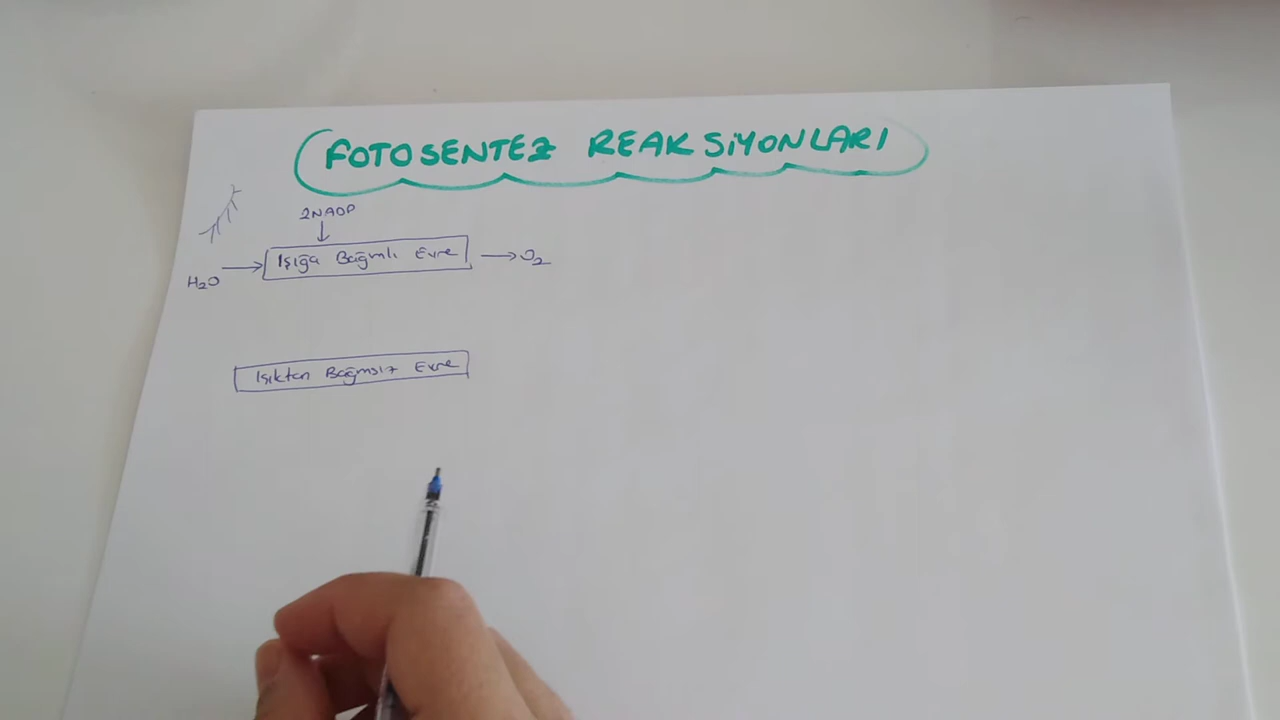 FOTOSENTEZ REAKSİYONLARI
2NADP
H₂O → Işığa Bağımlı Evre → O₂
Işıktan Bağımsız Evre